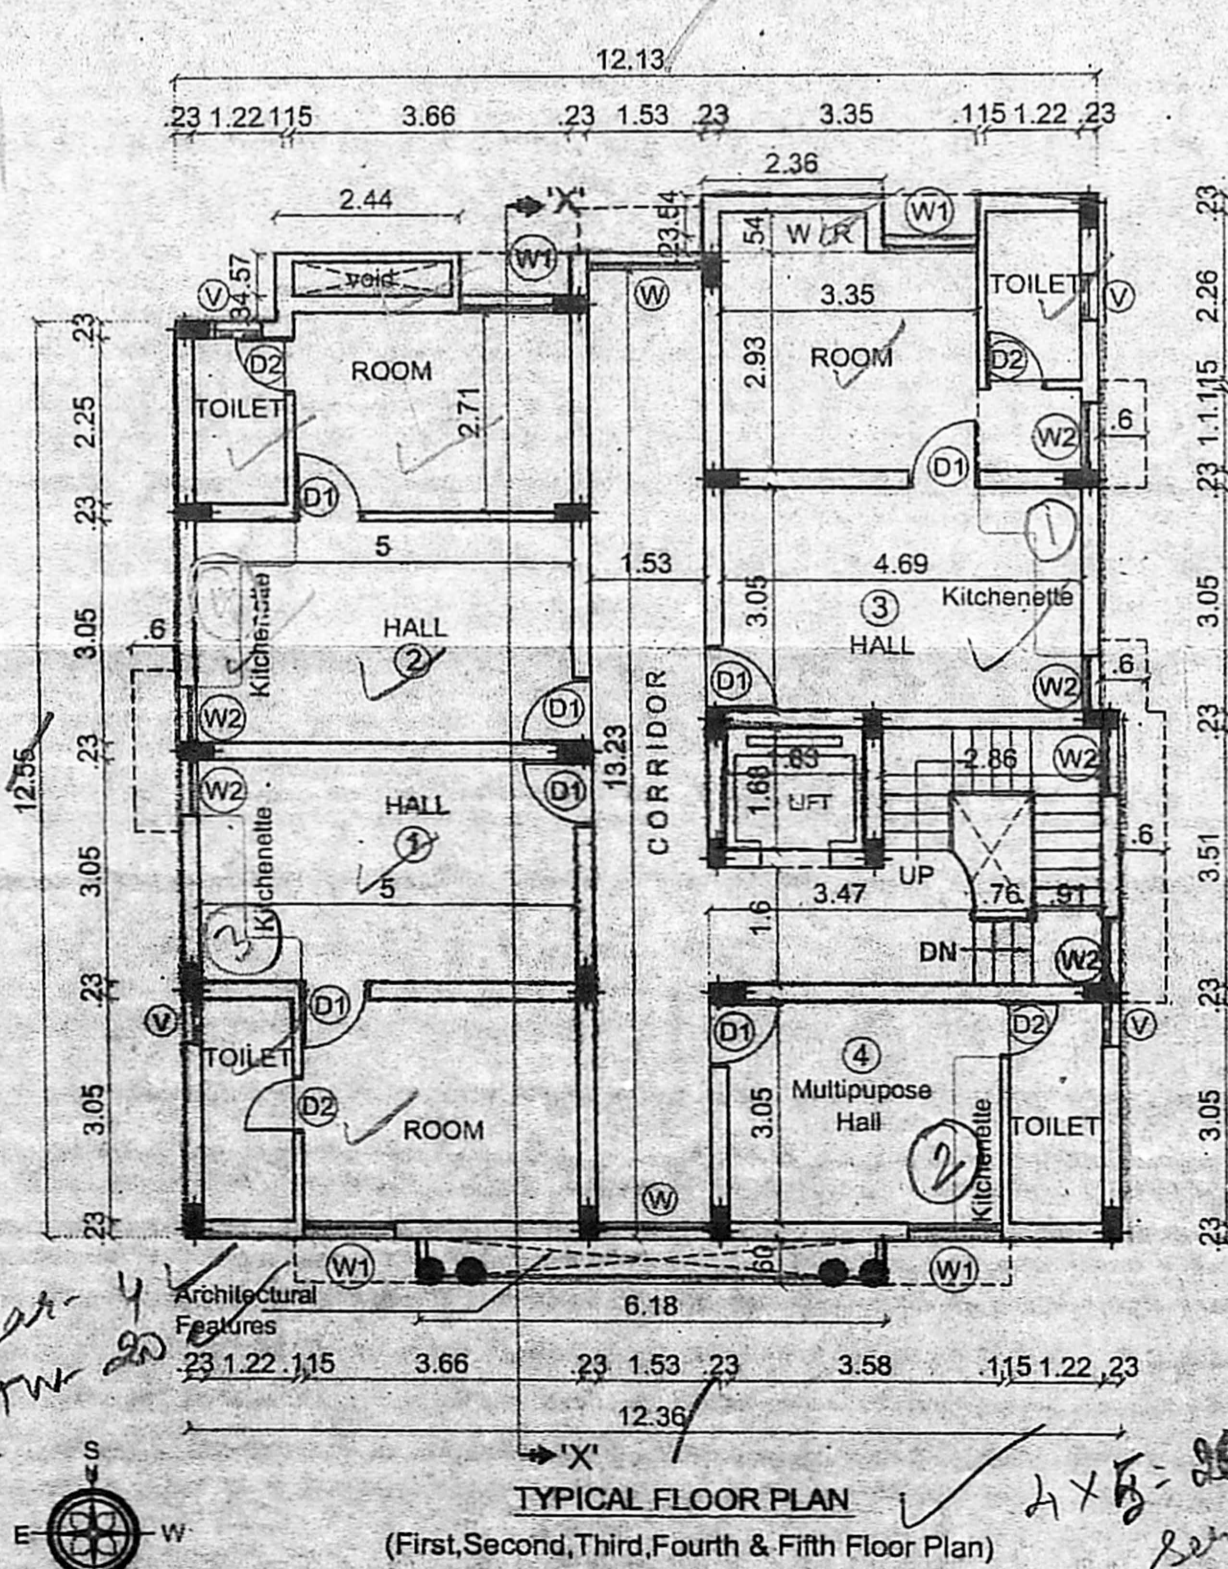 12.13
.23 1.22 .115 3.66 .23 1.53 .23 3.35 .115 1.22 .23
2.36
2.44 'X' W1
W/R
void W1 W
.54
TOILET
V V
3.35
.23
.34 .57
.23 .54
2.26
D2 ROOM ROOM D2
TOILET
2.93
2.71
2.25
.6
W2
D1 D1
.23
5 1.53 4.69
1
3 Kitchenette
HALL HALL
2
Kitchenette
3.05 3.05 3.05
.6 .6
D1 D1
W2 W2
.23
CORRIDOR
13.23
12.55
W2 HALL D1 2.86 W2
1
1.68
LIFT
Kitchenette
.6
UP
5 3.47 .76 .91
3.05 1.6 3.51
3
DN W2
.23 .23
D1 D1 D2
V V
TOILET 4
Multipupose
Hall
D2 ROOM TOILET
3.05 3.05 3.05
2
Kitchenette
W
.23 .23
W1 .60 W1
Architectural
Features
6.18
4
20
.23 1.22 .115 3.66 .23 1.53 .23 3.58 .115 1.22 .23
12.36
'X'
S
E W
TYPICAL FLOOR PLAN
(First,Second,Third,Fourth & Fifth Floor Plan)